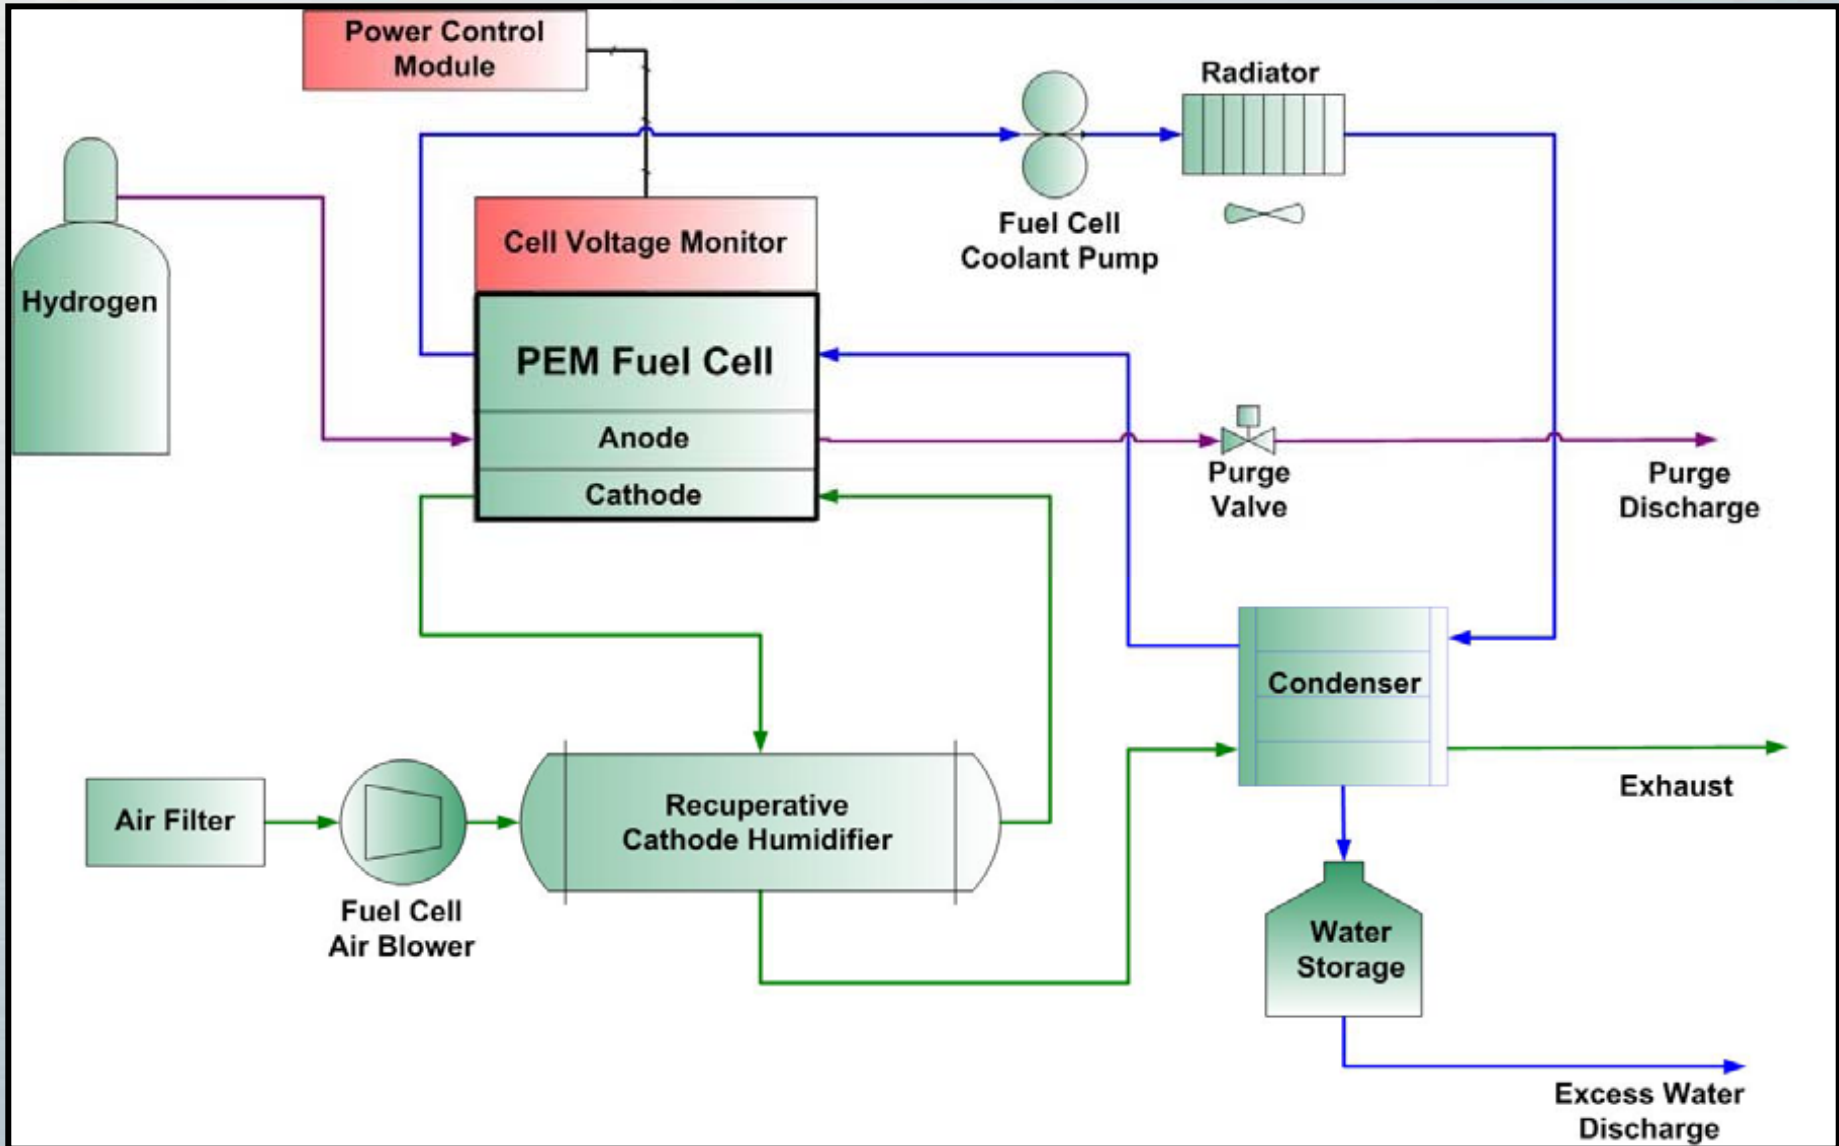 Power Control
Module
Radiator
Hydrogen
Cell Voltage Monitor
Fuel Cell
Coolant Pump
PEM Fuel Cell
Anode
Cathode
Purge
Valve
Purge
Discharge
Condenser
Air Filter
Recuperative
Cathode Humidifier
Exhaust
Fuel Cell
Air Blower
Water
Storage
Excess Water
Discharge